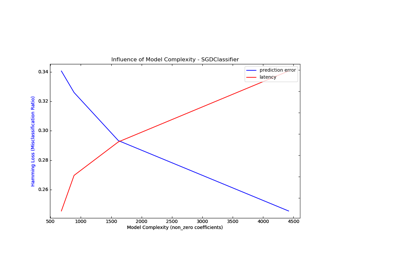 Influence of Model Complexity - SGDClassifier
prediction error
latency
0.34
0.32
0.30
0.28
0.26
Hamming Loss (Misclassification Ratio)
500 1000 1500 2000 2500 3000 3500 4000 4500
Model Complexity (non_zero coefficients)